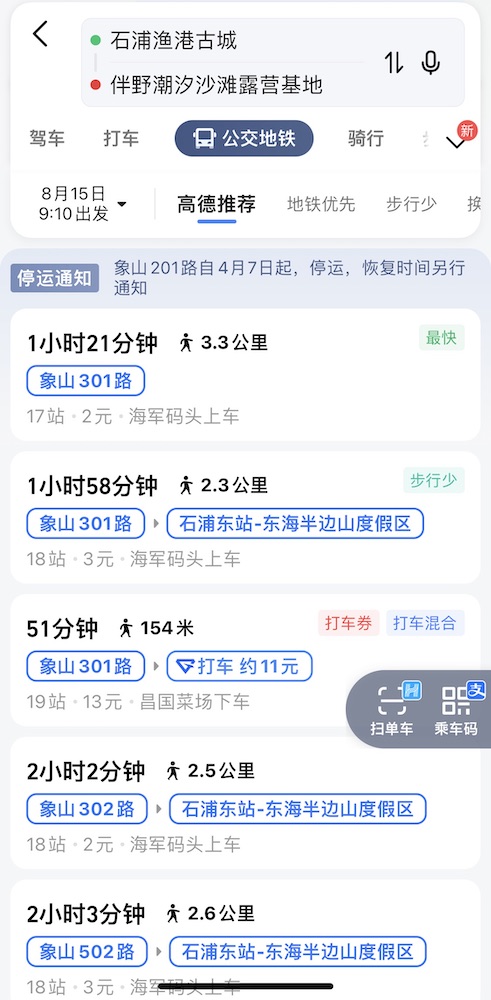 石浦渔港古城
伴野潮汐沙滩露营基地
驾车 打车 公交地铁 骑行 新
8月15日
9:10出发
高德推荐 地铁优先 步行少 换
停运通知
象山201路自4月7日起，停运，恢复时间另行
通知
1小时21分钟 3.3公里 最快
象山301路
17站·2元·海军码头上车
1小时58分钟 2.3公里 步行少
象山301路 石浦东站-东海半边山度假区
18站·3元·海军码头上车
51分钟 154米 打车券 打车混合
象山301路 打车 约11元
19站·13元·昌国菜场下车
扫单车 乘车码
H 支
2小时2分钟 2.5公里
象山302路 石浦东站-东海半边山度假区
18站·2元·海军码头上车
2小时3分钟 2.6公里
象山502路 石浦东站-东海半边山度假区
18站·3元·海军码头上车